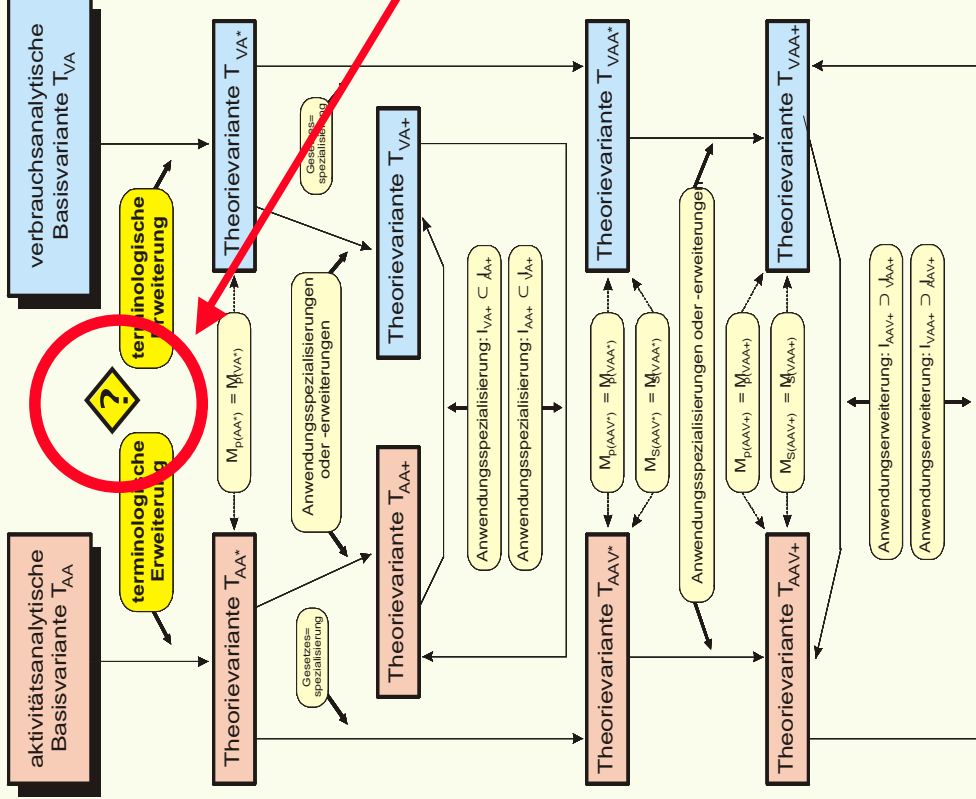 aktivitätsanalytische
Basisvariante T_AA
verbrauchsanalytische
Basisvariante T_VA
?
terminologische
Erweiterung
terminologische
Erweiterung
Theorievariante T_AA*
M_p(AA*) = M_p(VA*)
Theorievariante T_VA*
Gesetzes=
spezialisierung
Anwendungsspezialisierungen
oder -erweiterungen
Gesetzes=
spezialisierung
Theorievariante T_AA+
Theorievariante T_VA+
Anwendungsspezialisierung: I_VA+ ⊂ I_AA+
Anwendungsspezialisierung: I_AA+ ⊂ I_VA+
Theorievariante T_AAV*
M_p(AAV*) = M_p(VAA*)
M_S(AAV*) = M_S(VAA*)
Theorievariante T_VAA*
Anwendungsspezialisierungen oder -erweiterungen
Theorievariante T_AAV+
M_p(AAV+) = M_p(VAA+)
M_S(AAV+) = M_S(VAA+)
Theorievariante T_VAA+
Anwendungserweiterung: I_AAV+ ⊃ I_VAA+
Anwendungserweiterung: I_VAA+ ⊃ I_AAV+